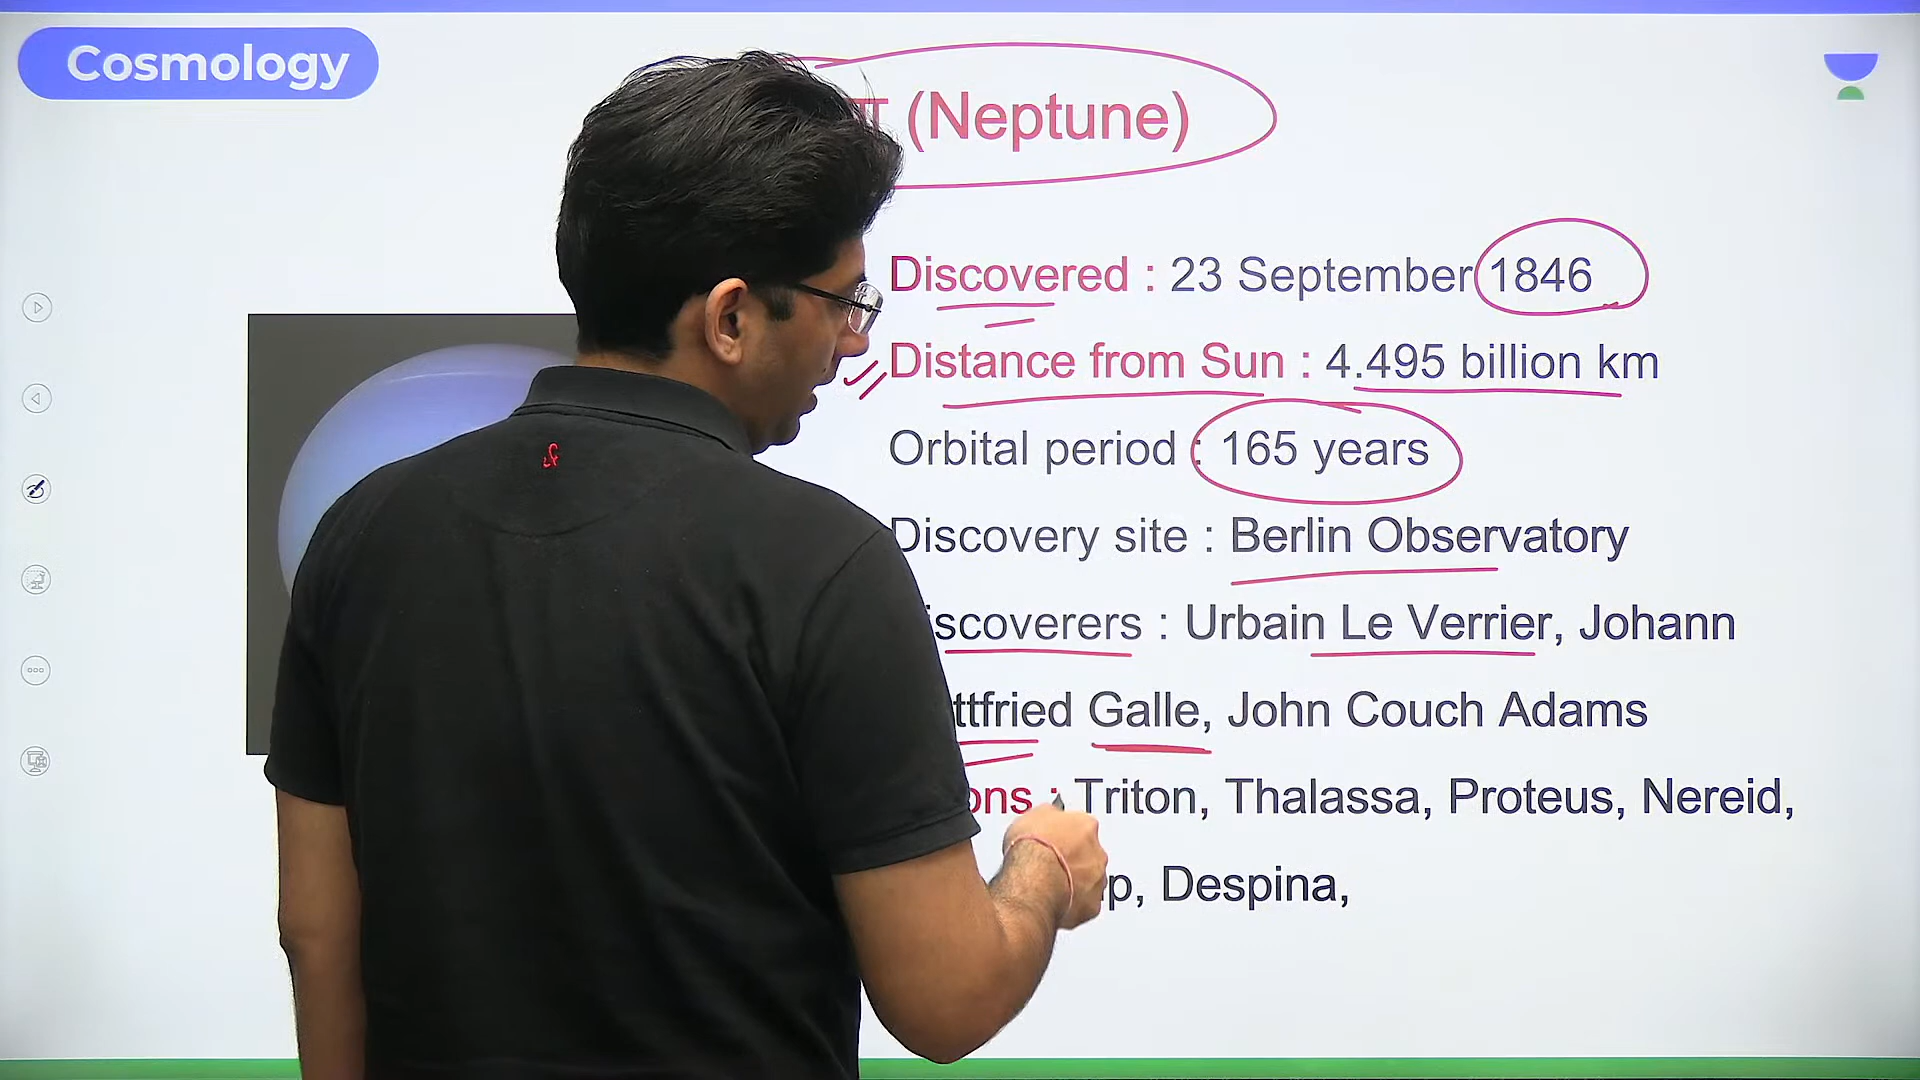 Cosmology
(Neptune)
Discovered : 23 September 1846
Distance from Sun : 4.495 billion km
Orbital period : 165 years
Discovery site : Berlin Observatory
iscoverers : Urbain Le Verrier, Johann
ttfried Galle, John Couch Adams
ons : Triton, Thalassa, Proteus, Nereid,
p, Despina,